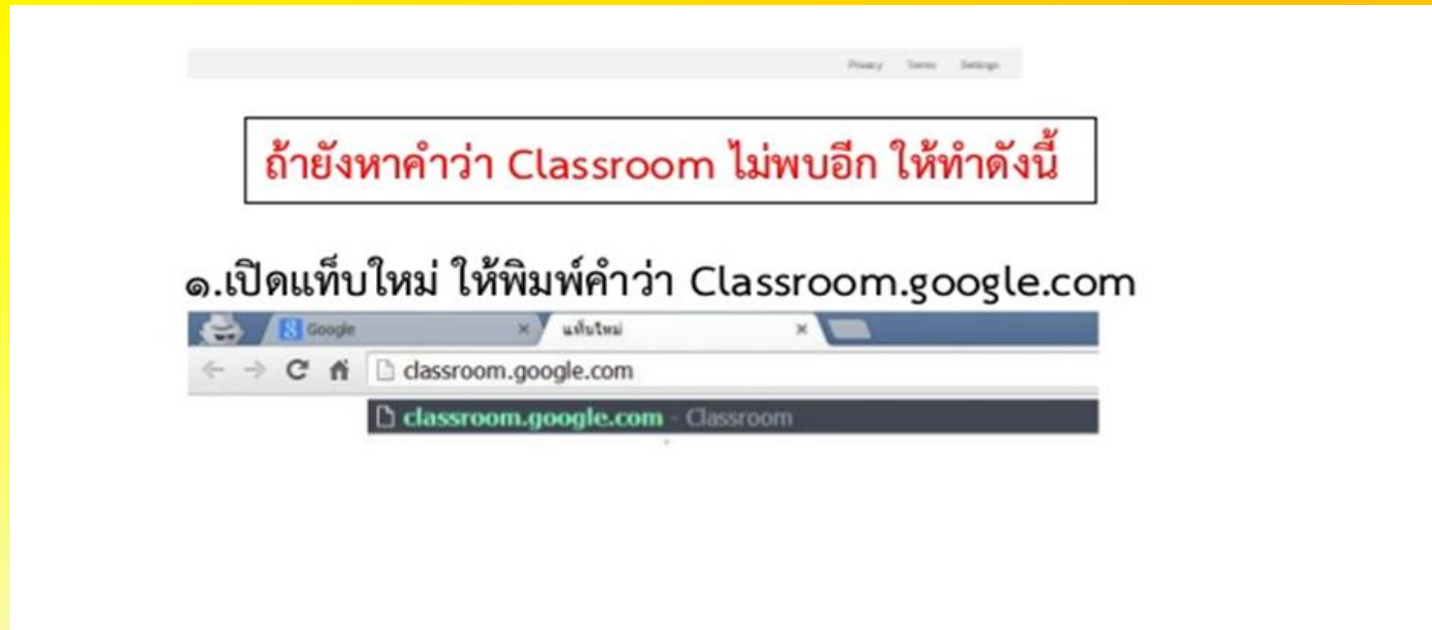 Privacy Terms Settings
ถ้ายังหาคำว่า Classroom ไม่พบอีก ให้ทำดังนี้
๑.เปิดแท็บใหม่ ให้พิมพ์คำว่า Classroom.google.com
Google แท็บใหม่
classroom.google.com
classroom.google.com - Classroom